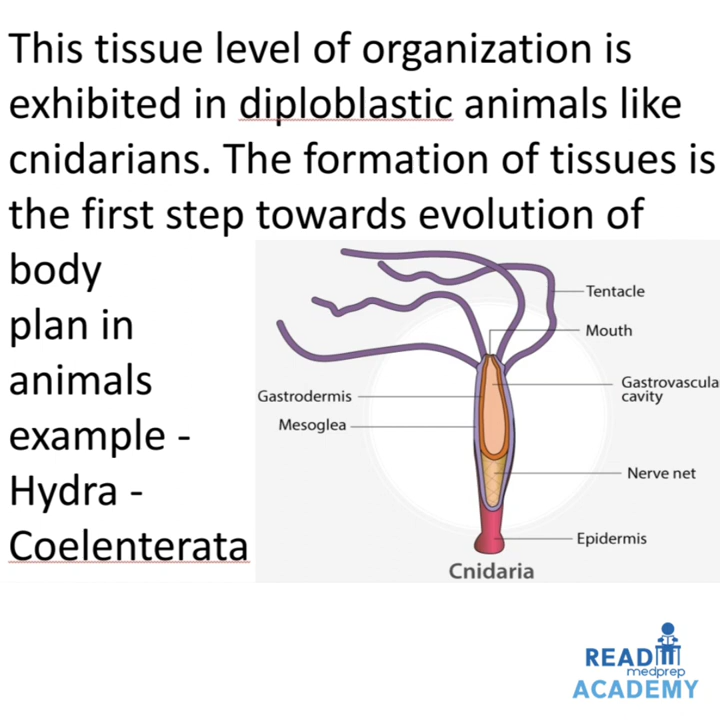 This tissue level of organization is
exhibited in diploblastic animals like
cnidarians. The formation of tissues is
the first step towards evolution of
body
plan in
animals
example -
Hydra -
Coelenterata
Tentacle
Mouth
Gastrovascula
cavity
Gastrodermis
Mesoglea
Nerve net
Epidermis
Cnidaria
READ
medprep
ACADEMY